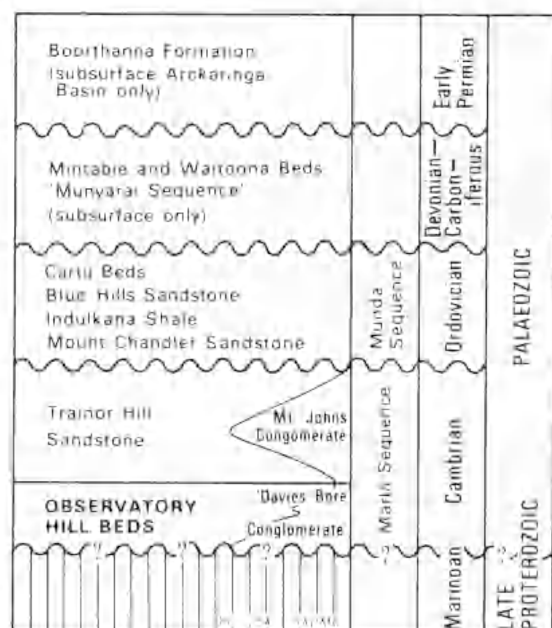 Boorthanna Formation
(subsurface Arckaringa
Basin only)
Early
Permian
Mintabie and Waitoona Beds
'Munyarai Sequence'
(subsurface only)
Devonian–
Carbon–
iferous
Cartu Beds
Blue Hills Sandstone
Indulkana Shale
Mount Chandler Sandstone
Munda
Sequence
Ordovician
PALAEOZOIC
Trainor Hill
Sandstone
Mt Johns
Conglomerate
Marla Sequence
Cambrian
OBSERVATORY
HILL BEDS
Davies Bore
Conglomerate
Marinoan
LATE
PROTEROZOIC